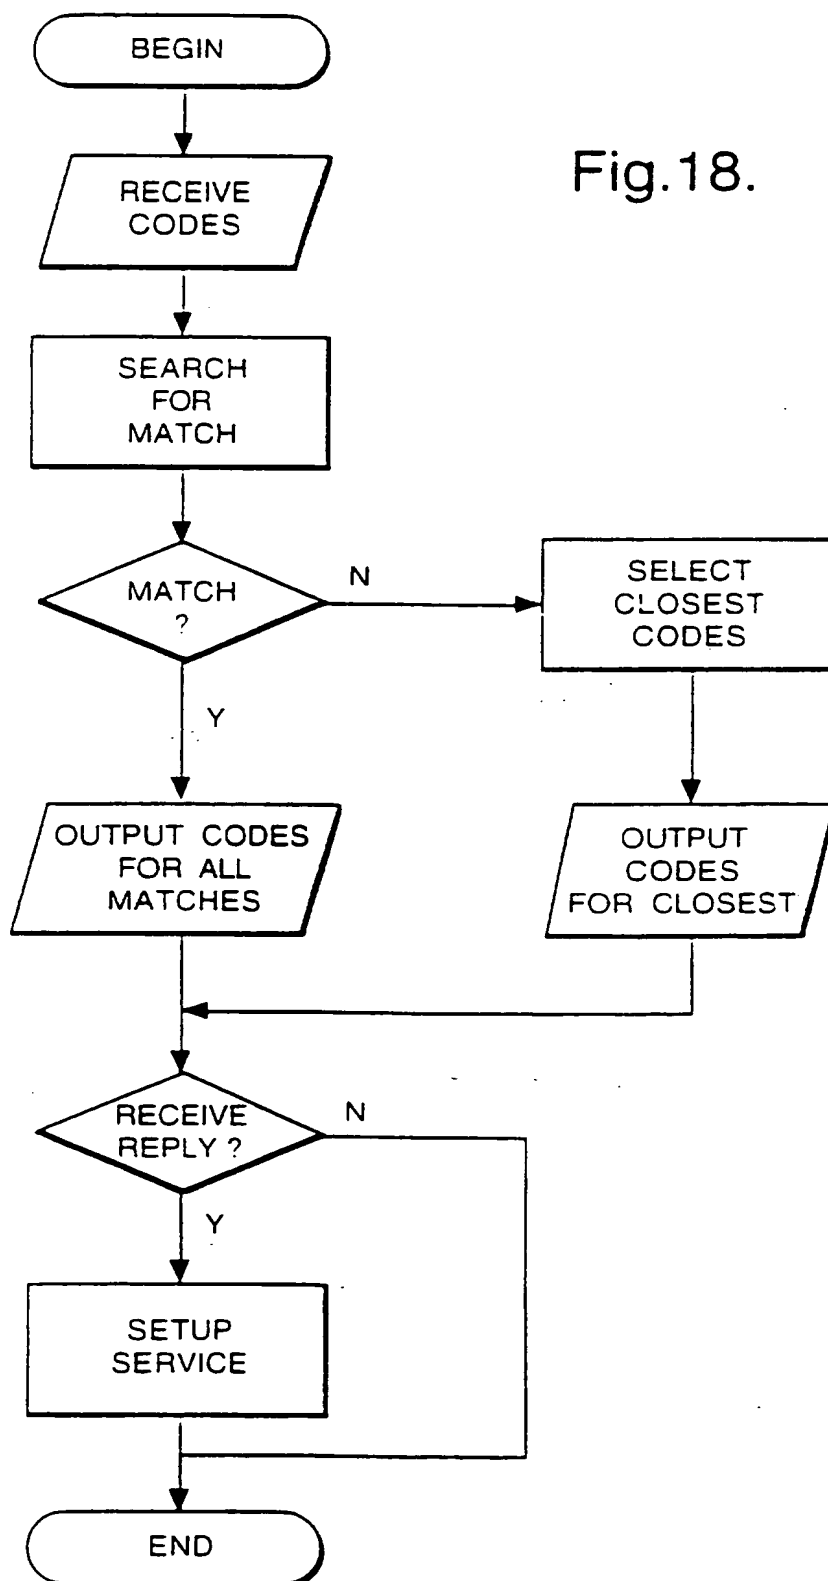 BEGIN
Fig.18.
RECEIVE
CODES
SEARCH
FOR
MATCH
MATCH
?
N
SELECT
CLOSEST
CODES
Y
OUTPUT CODES
FOR ALL
MATCHES
OUTPUT
CODES
FOR CLOSEST
RECEIVE
REPLY ?
N
Y
SETUP
SERVICE
END